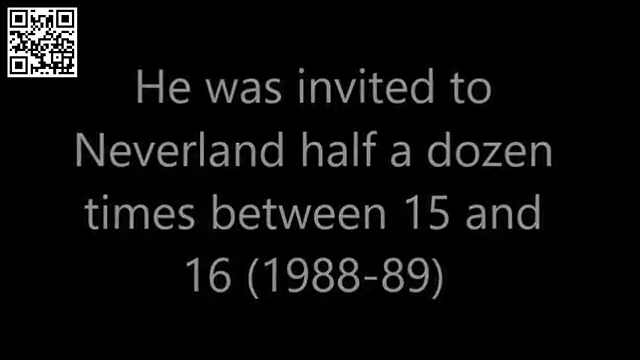 He was invited to
Neverland half a dozen
times between 15 and
16 (1988-89)